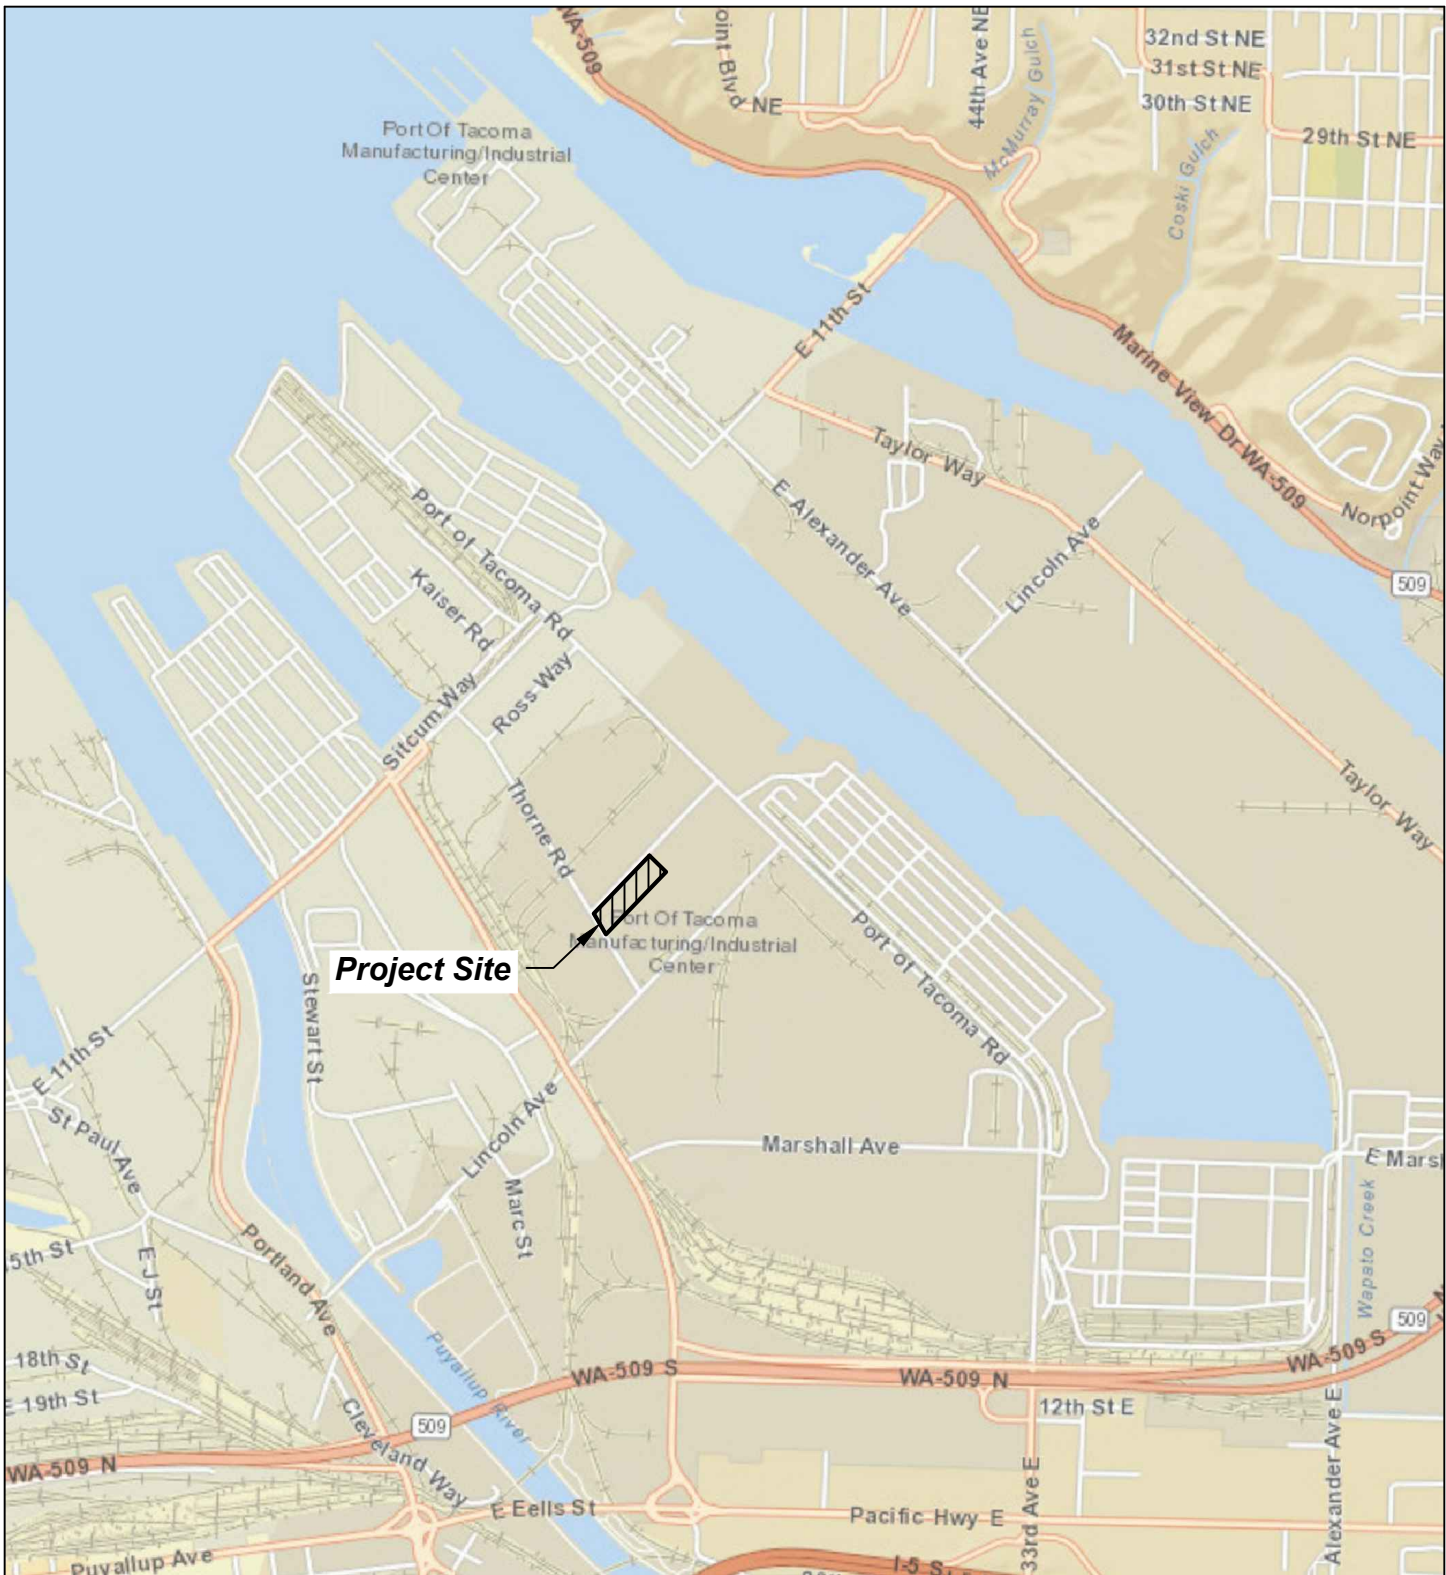 WA-509
oint Blvd NE
44th Ave NE
McMurray Gulch
32nd St NE
31st St NE
30th St NE
29th St NE
Coski Gulch
Port Of Tacoma
Manufacturing/Industrial
Center
E 11th St
Marine View Dr WA-509
Norpoint Way
Taylor Way
E Alexander Ave
Lincoln Ave
509
Port of Tacoma Rd
Kaiser Rd
Ross Way
Sitcum Way
Thorne Rd
Taylor Way
Port Of Tacoma
Manufacturing/Industrial
Center
Project Site
Port of Tacoma Rd
Stewart St
E 11th St
St Paul Ave
Lincoln Ave
Marshall Ave
E Marsh
Marc St
Wapato Creek
5th St
E J St
Portland Ave
Puyallup River
509
WA-509 S
WA-509 S
WA-509 N
18th St
E 19th St
Cleveland Way
509
12th St E
WA-509 N
E Eells St
Pacific Hwy E
33rd Ave E
Alexander Ave E
Puyallup Ave
I-5 S